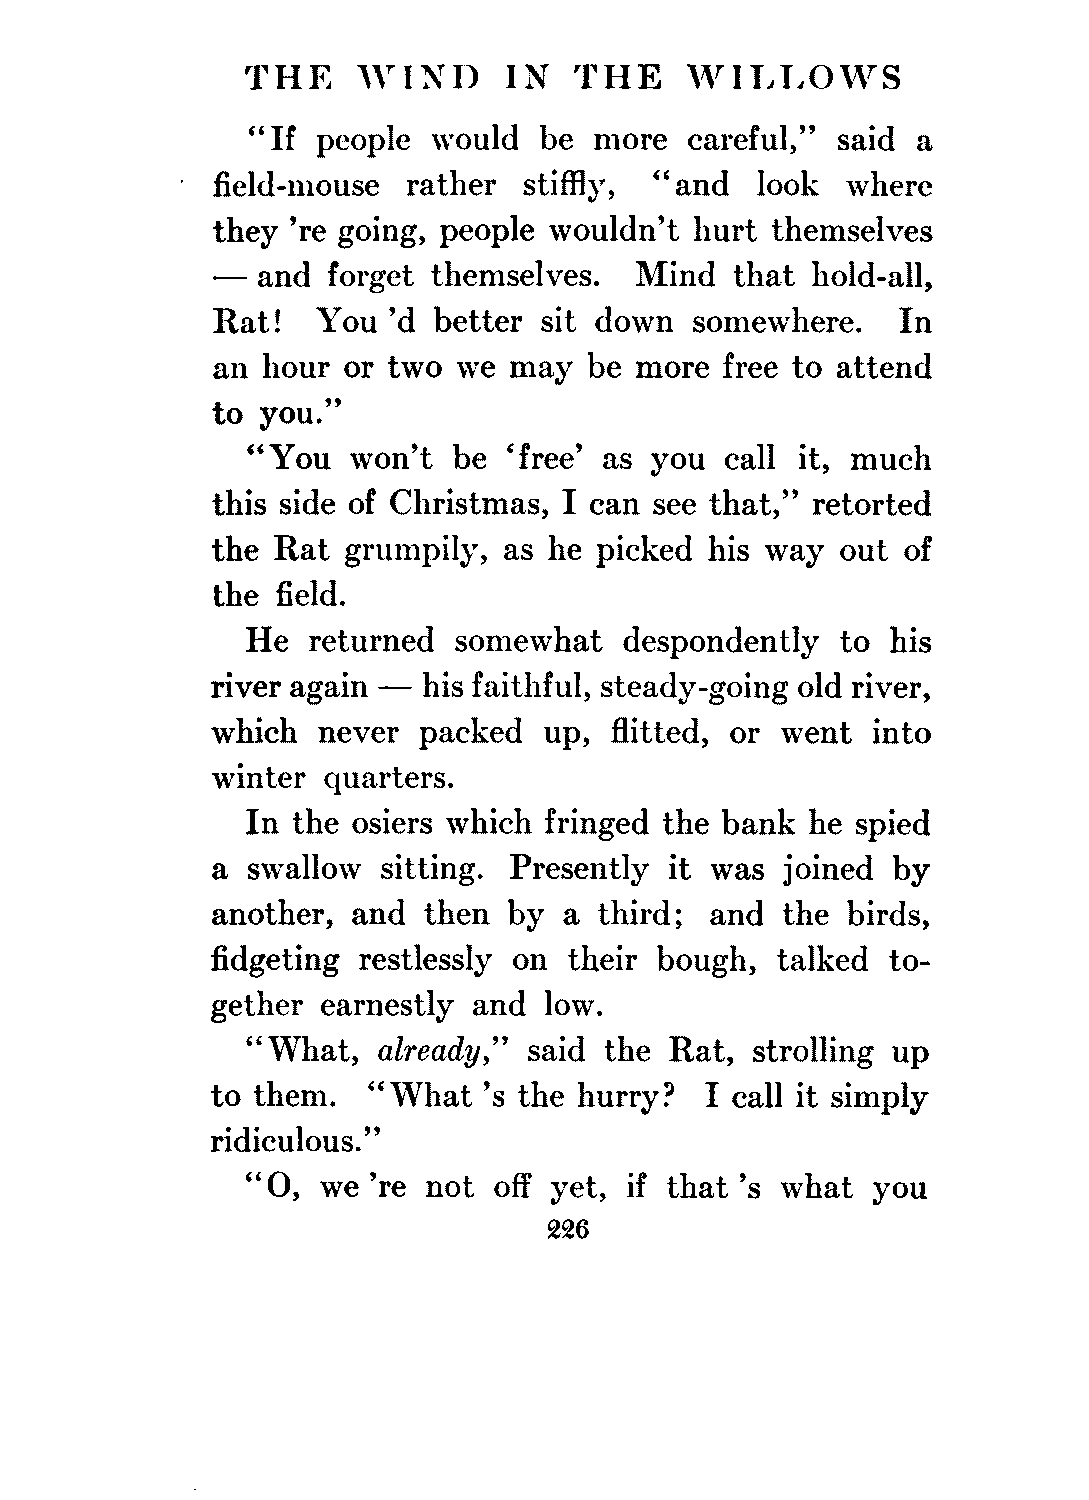 THE WIND IN THE WILLOWS
“If people would be more careful,” said a
field-mouse rather stiffly, “and look where
they ’re going, people wouldn’t hurt themselves
— and forget themselves. Mind that hold-all,
Rat! You ’d better sit down somewhere. In
an hour or two we may be more free to attend
to you.”
“You won’t be ‘free’ as you call it, much
this side of Christmas, I can see that,” retorted
the Rat grumpily, as he picked his way out of
the field.
He returned somewhat despondently to his
river again — his faithful, steady-going old river,
which never packed up, flitted, or went into
winter quarters.
In the osiers which fringed the bank he spied
a swallow sitting. Presently it was joined by
another, and then by a third; and the birds,
fidgeting restlessly on their bough, talked to-
gether earnestly and low.
“What, already,” said the Rat, strolling up
to them. “What ’s the hurry? I call it simply
ridiculous.”
“O, we ’re not off yet, if that ’s what you
226